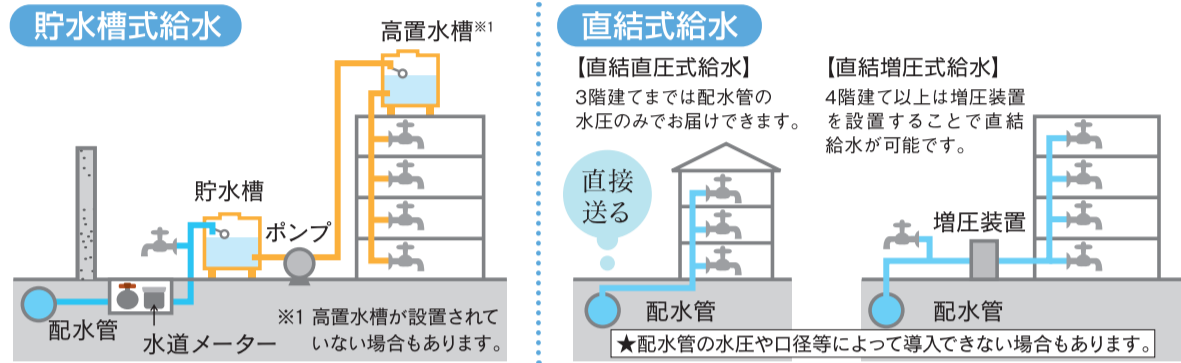 貯水槽式給水
高置水槽※1
貯水槽
ポンプ
配水管
水道メーター
※1 高置水槽が設置されて
いない場合もあります。
直結式給水
【直結直圧式給水】
3階建てまでは配水管の
水圧のみでお届けできます。
直接
送る
配水管
【直結増圧式給水】
4階建て以上は増圧装置
を設置することで直結
給水が可能です。
増圧装置
配水管
★配水管の水圧や口径等によって導入できない場合もあります。